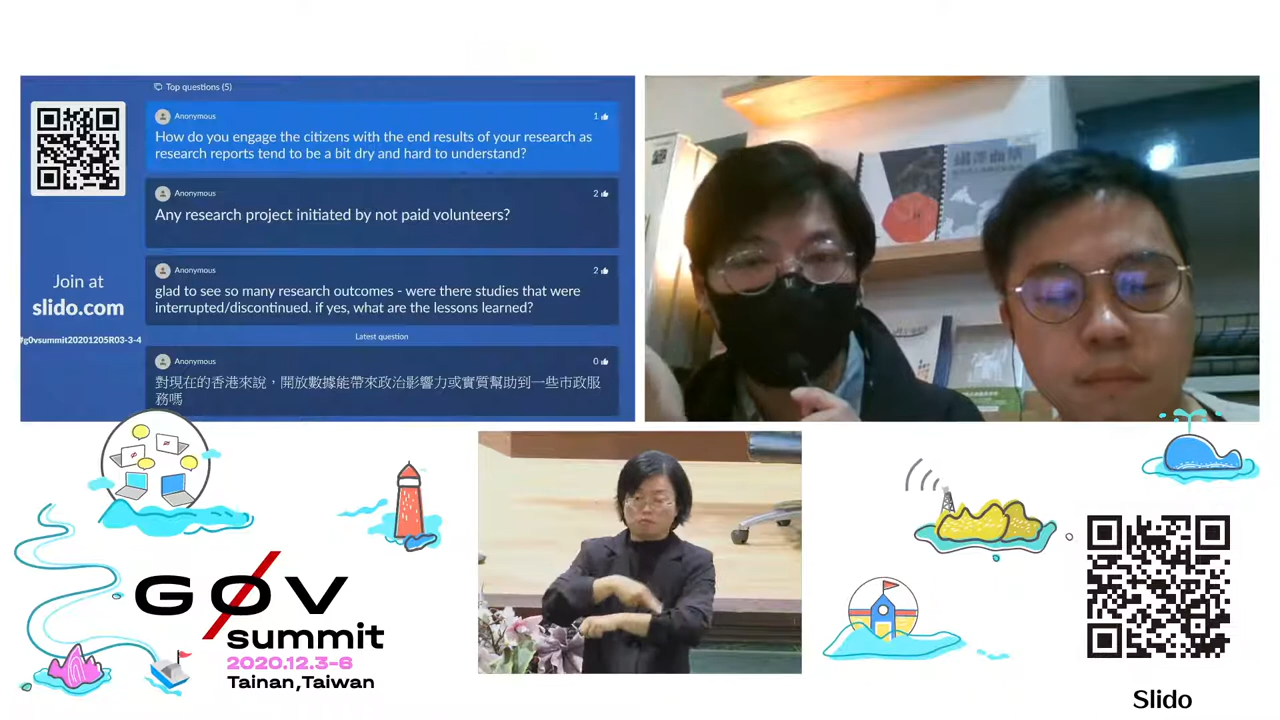 Top questions (5)
Anonymous
1
How do you engage the citizens with the end results of your research as
research reports tend to be a bit dry and hard to understand?
Anonymous
2
Any research project initiated by not paid volunteers?
Anonymous
2
glad to see so many research outcomes - were there studies that were
interrupted/discontinued. if yes, what are the lessons learned?
Latest question
Anonymous
0
對現在的香港來說，開放數據能帶來政治影響力或實質幫助到一些市政服
務嗎
Join at
slido.com
#g0vsummit20201205R03-3-4
GØV
summit
2020.12.3-6
Tainan,Taiwan
Slido